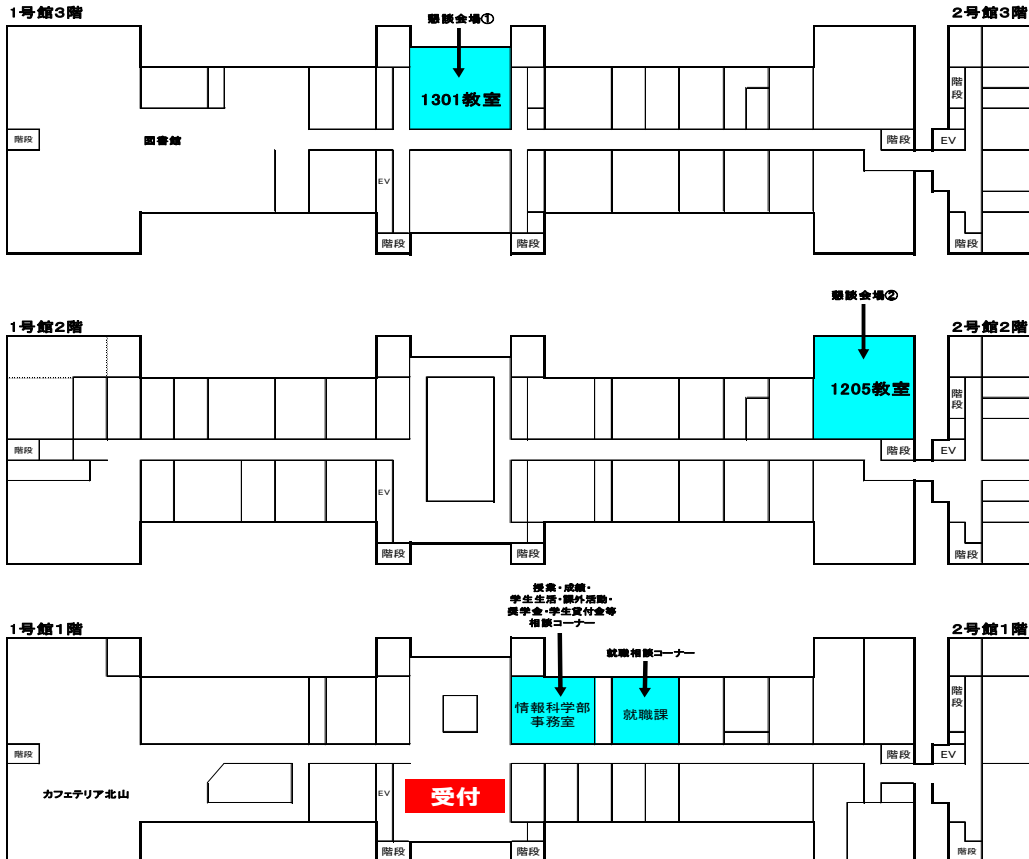 1号館3階
2号館3階
懇談会場①
1301教室
階段
図書館
EV
階段
階段
階段
階段
EV
階段
1号館2階
2号館2階
懇談会場②
1205教室
階段
EV
階段
階段
階段
階段
EV
階段
1号館1階
2号館1階
授業・成績・
学生生活・課外活動・
奨学金・学生貸付金等
相談コーナー
就職相談コーナー
情報科学部
事務室
就職課
階段
カフェテリア北山
EV
受付
階段
階段
階段
階段
EV
階段